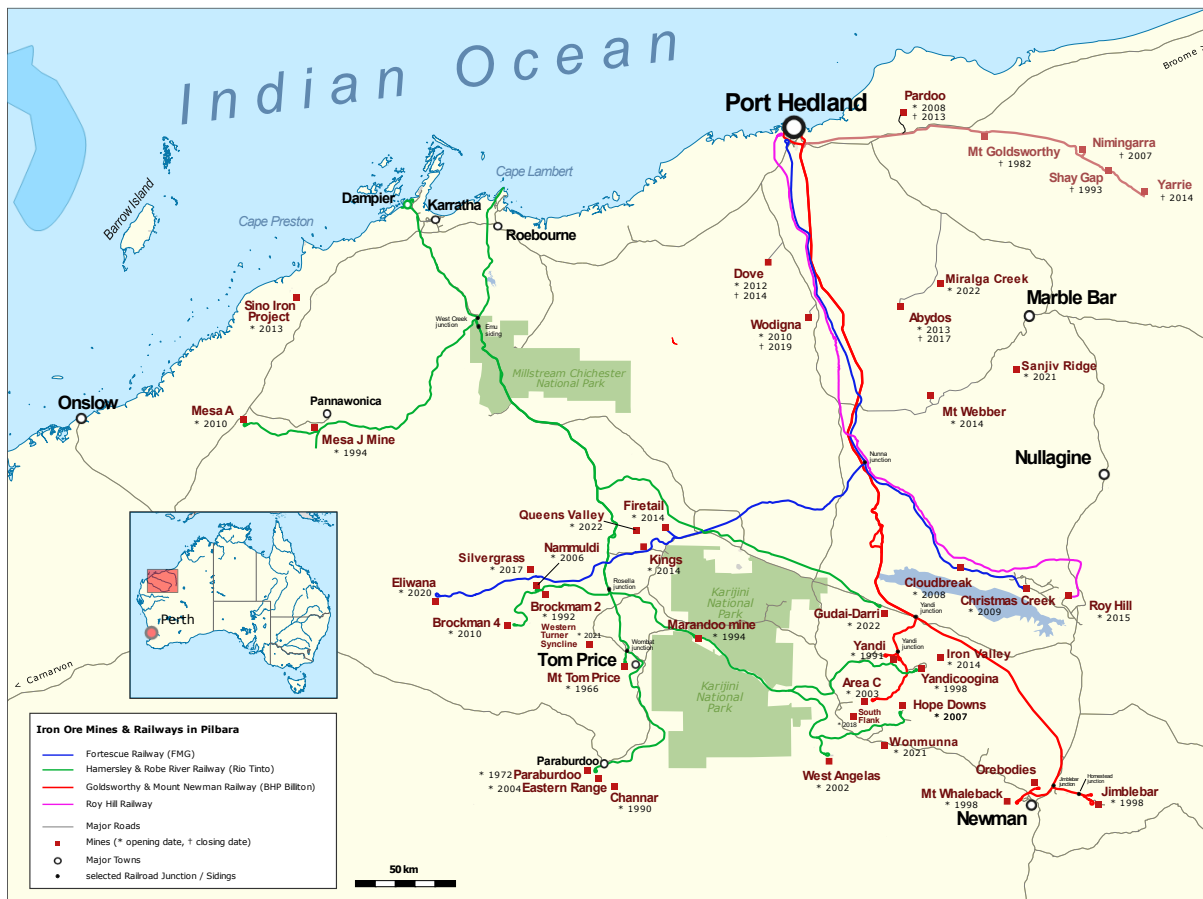 Indian Ocean
Broome >
Port Hedland
Pardoo
* 2008
† 2013
Mt Goldsworthy
† 1982
Nimingarra
† 2007
Shay Gap
† 1993
Yarrie
† 2014
Barrow Island
Cape Preston
Dampier
Karratha
Cape Lambert
Roebourne
Sino Iron
Project
* 2013
West Creek
junction
Emu
siding
Dove
* 2012
† 2014
Wodigna
* 2010
† 2019
Miralga Creek
* 2022
Abydos
* 2013
† 2017
Marble Bar
Sanjiv Ridge
* 2021
Mt Webber
* 2014
Millstream Chichester
National Park
Onslow
Mesa A
* 2010
Pannawonica
Mesa J Mine
* 1994
Nunna
junction
Nullagine
Queens Valley
* 2022
Firetail
* 2014
Kings
* 2014
Silvergrass
* 2017
Nammuldi
* 2006
Eliwana
* 2020
Brockman 4
* 2010
Brockmam 2
* 1992
Rosella
junction
Western
Turner
Syncline
* 2021
Wombat
junction
Tom Price
Mt Tom Price
* 1966
Karijini
National
Park
Marandoo mine
* 1994
Karijini
National
Park
Cloudbreak
* 2008
Christmas Creek
* 2009
Roy Hill
* 2015
Gudai-Darri
* 2022
Yandi
junction
Yandi
* 1991
Yandi
junction
Iron Valley
* 2014
Yandicoogina
* 1998
Area C
* 2003
South
Flank
* 2018
Hope Downs
* 2007
Wonmunna
* 2021
West Angelas
* 2002
Paraburdoo
* 1972 Paraburdoo
* 2004 Eastern Range
Channar
* 1990
Orebodies
Mt Whaleback
* 1998
Newman
Jimblebar
junction
Homestead
junction
Jimblebar
* 1998
< Carnarvon
Perth
Iron Ore Mines & Railways in Pilbara
Fortescue Railway (FMG)
Hamersley & Robe River Railway (Rio Tinto)
Goldsworthy & Mount Newman Railway (BHP Billiton)
Roy Hill Railway
Major Roads
Mines (* opening date, † closing date)
Major Towns
selected Railroad Junction / Sidings
50 km